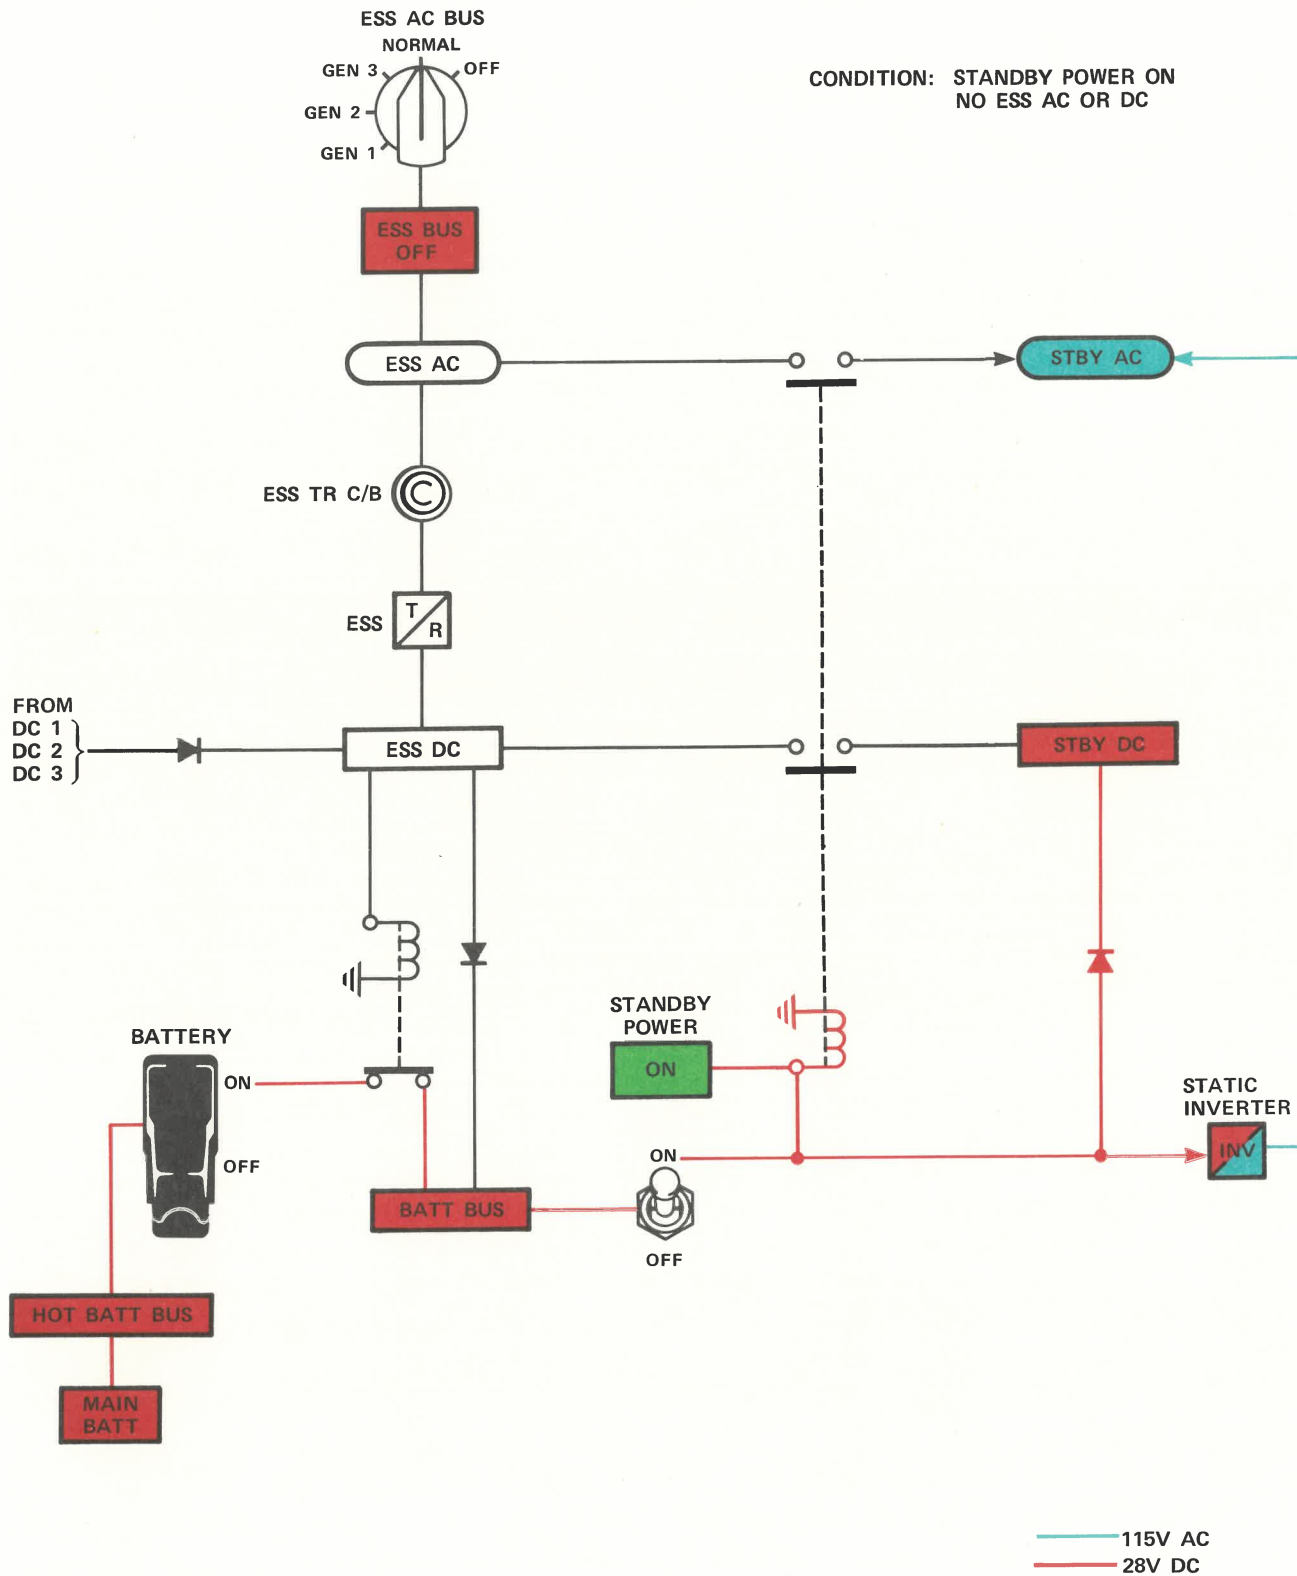 ESS AC BUS
NORMAL
GEN 3
OFF
GEN 2
GEN 1
CONDITION: STANDBY POWER ON
NO ESS AC OR DC
ESS BUS
OFF
ESS AC
STBY AC
ESS TR C/B
C
ESS
T
R
FROM
DC 1
DC 2
DC 3
ESS DC
STBY DC
STANDBY
POWER
ON
BATTERY
ON
OFF
STATIC
INVERTER
INV
ON
OFF
BATT BUS
HOT BATT BUS
MAIN
BATT
115V AC
28V DC